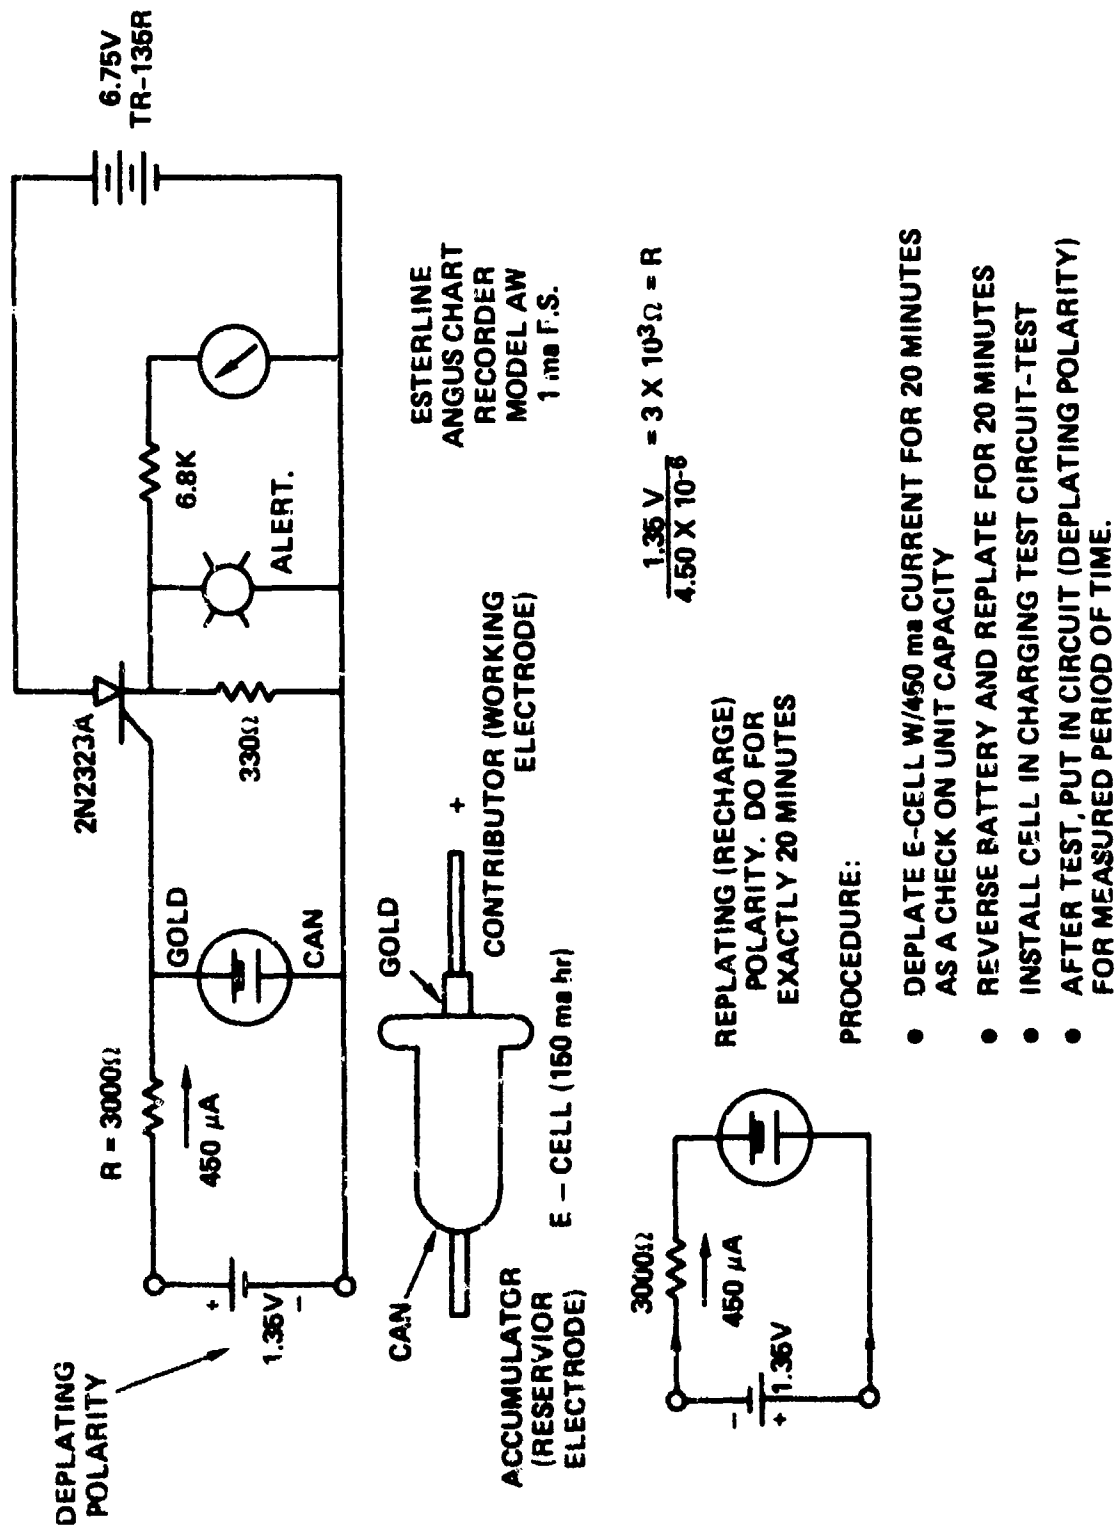 DEPLATING
POLARITY
+
1.35V
−
R = 3000Ω
450 μA
GOLD
CAN
2N2323A
330Ω
ALERT.
6.8K
6.75V
TR-135R
CAN
ACCUMULATOR
(RESERVIOR
ELECTRODE)
E – CELL (150 ma hr)
GOLD
+
CONTRIBUTOR (WORKING
ELECTRODE)
ESTERLINE
ANGUS CHART
RECORDER
MODEL AW
1 ma F.S.
3000Ω
450 μA
−
+
1.35V
REPLATING (RECHARGE)
POLARITY. DO FOR
EXACTLY 20 MINUTES
1.35 V
4.50 X 10-6
= 3 X 10³Ω = R
PROCEDURE:
● DEPLATE E-CELL W/450 ma CURRENT FOR 20 MINUTES
AS A CHECK ON UNIT CAPACITY
● REVERSE BATTERY AND REPLATE FOR 20 MINUTES
● INSTALL CELL IN CHARGING TEST CIRCUIT-TEST
● AFTER TEST, PUT IN CIRCUIT (DEPLATING POLARITY)
FOR MEASURED PERIOD OF TIME.